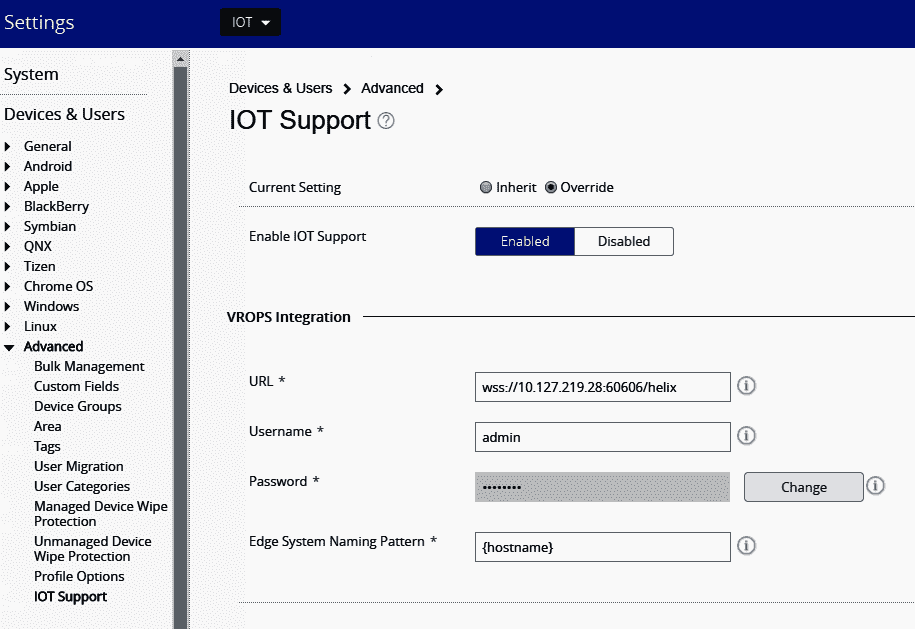 Settings
IOT
System
Devices & Users
General
Android
Apple
BlackBerry
Symbian
QNX
Tizen
Chrome OS
Windows
Linux
Advanced
Bulk Management
Custom Fields
Device Groups
Area
Tags
User Migration
User Categories
Managed Device Wipe
Protection
Unmanaged Device
Wipe Protection
Profile Options
IOT Support
Devices & Users Advanced
IOT Support ?
Current Setting Inherit Override
Enable IOT Support Enabled Disabled
VROPS Integration
URL * wss://10.127.219.28:60606/helix i
Username * admin i
Password * •••••••• Change i
Edge System Naming Pattern * {hostname} i